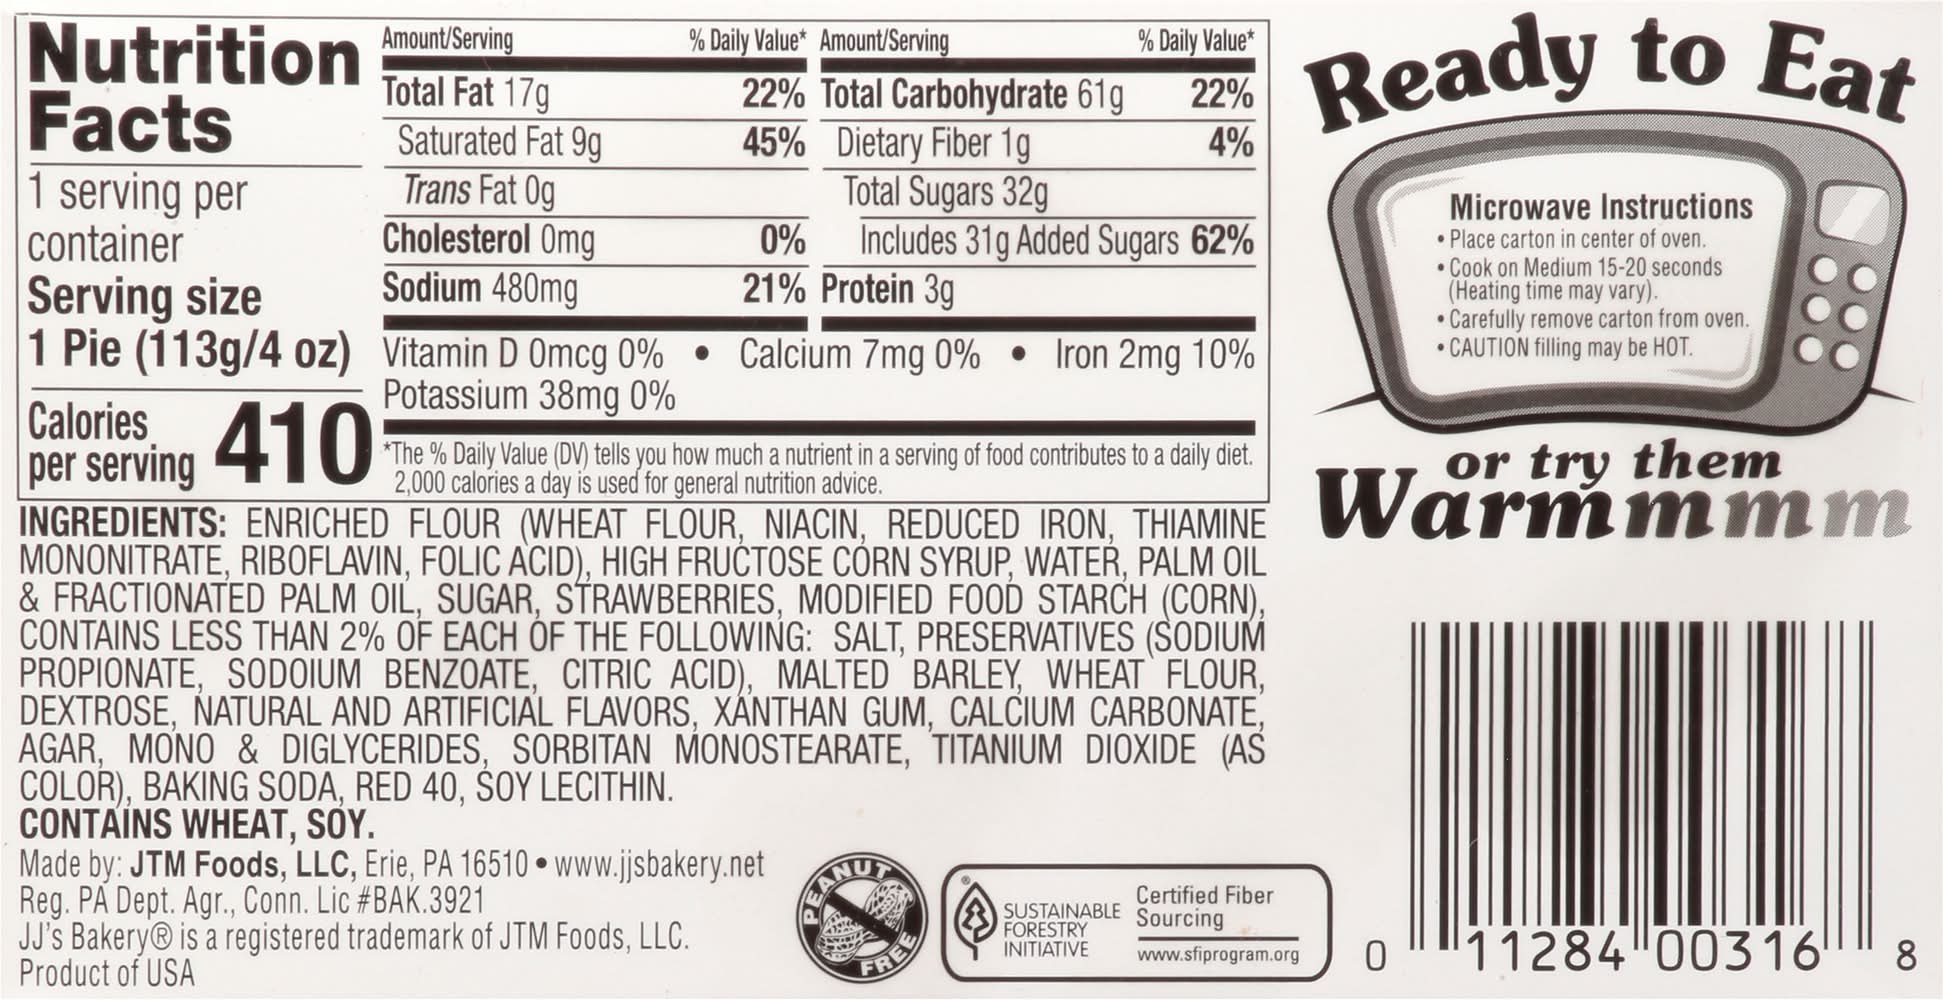 Nutrition
Facts
1 serving per
container
Serving size
1 Pie (113g/4 oz)
Calories
per serving 410
Amount/Serving % Daily Value* Amount/Serving % Daily Value*
Total Fat 17g 22% Total Carbohydrate 61g 22%
Saturated Fat 9g 45% Dietary Fiber 1g 4%
Trans Fat 0g Total Sugars 32g
Cholesterol 0mg 0% Includes 31g Added Sugars 62%
Sodium 480mg 21% Protein 3g
Vitamin D 0mcg 0% • Calcium 7mg 0% • Iron 2mg 10%
Potassium 38mg 0%
*The % Daily Value (DV) tells you how much a nutrient in a serving of food contributes to a daily diet.
2,000 calories a day is used for general nutrition advice.
INGREDIENTS: ENRICHED FLOUR (WHEAT FLOUR, NIACIN, REDUCED IRON, THIAMINE
MONONITRATE, RIBOFLAVIN, FOLIC ACID), HIGH FRUCTOSE CORN SYRUP, WATER, PALM OIL
& FRACTIONATED PALM OIL, SUGAR, STRAWBERRIES, MODIFIED FOOD STARCH (CORN),
CONTAINS LESS THAN 2% OF EACH OF THE FOLLOWING: SALT, PRESERVATIVES (SODIUM
PROPIONATE, SODOIUM BENZOATE, CITRIC ACID), MALTED BARLEY, WHEAT FLOUR,
DEXTROSE, NATURAL AND ARTIFICIAL FLAVORS, XANTHAN GUM, CALCIUM CARBONATE,
AGAR, MONO & DIGLYCERIDES, SORBITAN MONOSTEARATE, TITANIUM DIOXIDE (AS
COLOR), BAKING SODA, RED 40, SOY LECITHIN.
CONTAINS WHEAT, SOY.
Made by: JTM Foods, LLC, Erie, PA 16510 • www.jjsbakery.net
Reg. PA Dept. Agr., Conn. Lic #BAK.3921
JJ's Bakery® is a registered trademark of JTM Foods, LLC.
Product of USA
PEANUT
FREE
®
SUSTAINABLE
FORESTRY
INITIATIVE
Certified Fiber
Sourcing
www.sfiprogram.org
Ready to Eat
Microwave Instructions
• Place carton in center of oven.
• Cook on Medium 15-20 seconds
(Heating time may vary).
• Carefully remove carton from oven.
• CAUTION filling may be HOT.
or try them
Warmmmm
0 11284 00316 8